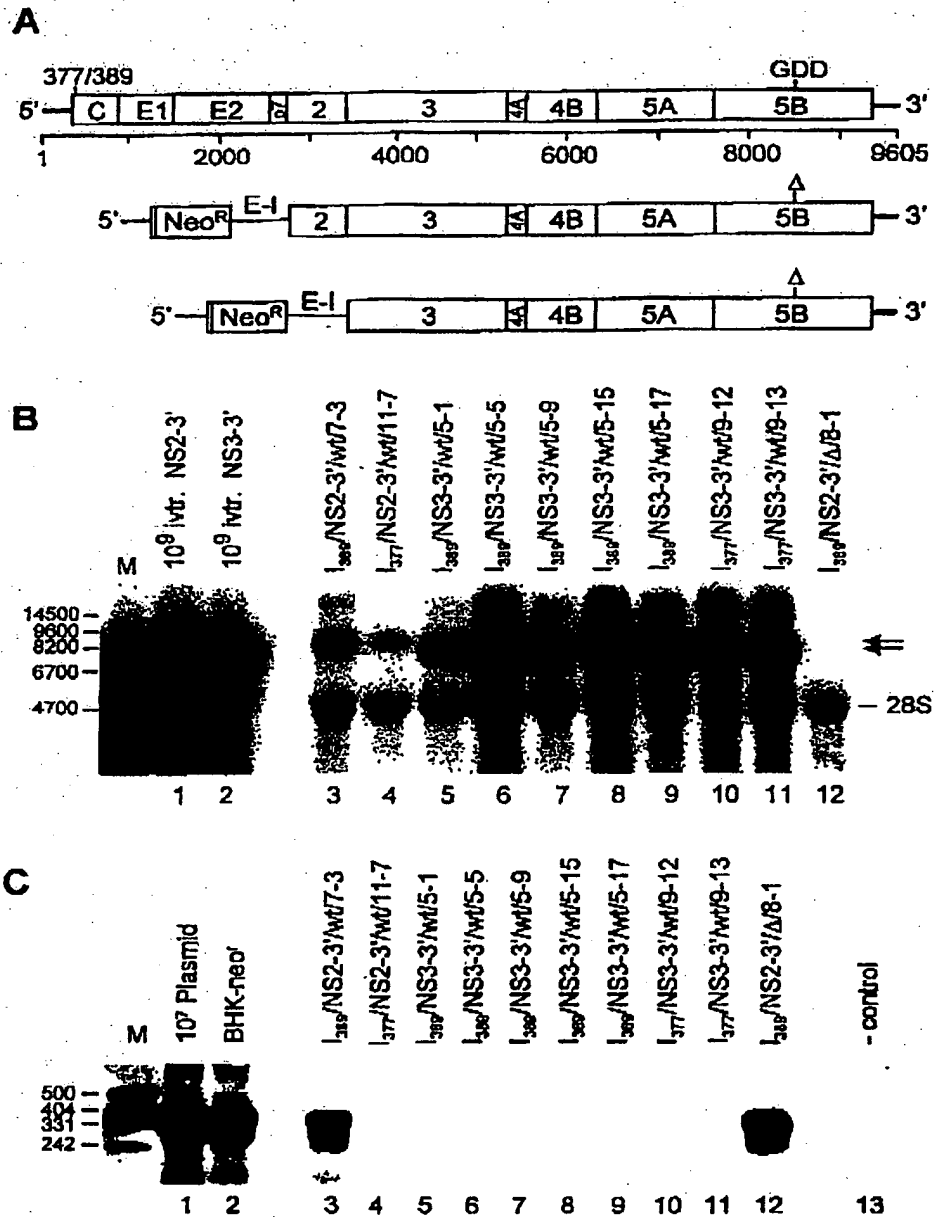 A
377/389
GDD
5' C E1 E2 p7 2 3 4A 4B 5A 5B 3'
1 2000 4000 6000 8000 9605
Δ
5' Neo^R E-I 2 3 4A 4B 5A 5B 3'
Δ
5' Neo^R E-I 3 4A 4B 5A 5B 3'
B
M
10⁹ ivtr. NS2-3'
10⁹ ivtr. NS3-3'
I₃₈₉/NS2-3'/wt/7-3
I₃₇₇/NS2-3'/wt/11-7
I₃₈₉/NS3-3'/wt/5-1
I₃₈₉/NS3-3'/wt/5-5
I₃₈₉/NS3-3'/wt/5-9
I₃₈₉/NS3-3'/wt/5-15
I₃₈₉/NS3-3'/wt/5-17
I₃₇₇/NS3-3'/wt/9-12
I₃₇₇/NS3-3'/wt/9-13
I₃₈₉/NS2-3'/Δ/8-1
14500
9600
8200
6700
4700
28S
1 2 3 4 5 6 7 8 9 10 11 12
C
M
10⁷ Plasmid
BHK-neoʳ
I₃₈₉/NS2-3'/wt/7-3
I₃₇₇/NS2-3'/wt/11-7
I₃₈₉/NS3-3'/wt/5-1
I₃₈₉/NS3-3'/wt/5-5
I₃₈₉/NS3-3'/wt/5-9
I₃₈₉/NS3-3'/wt/5-15
I₃₈₉/NS3-3'/wt/5-17
I₃₇₇/NS3-3'/wt/9-12
I₃₇₇/NS3-3'/wt/9-13
I₃₈₉/NS2-3'/Δ/8-1
- control
500
404
331
242
1 2 3 4 5 6 7 8 9 10 11 12 13